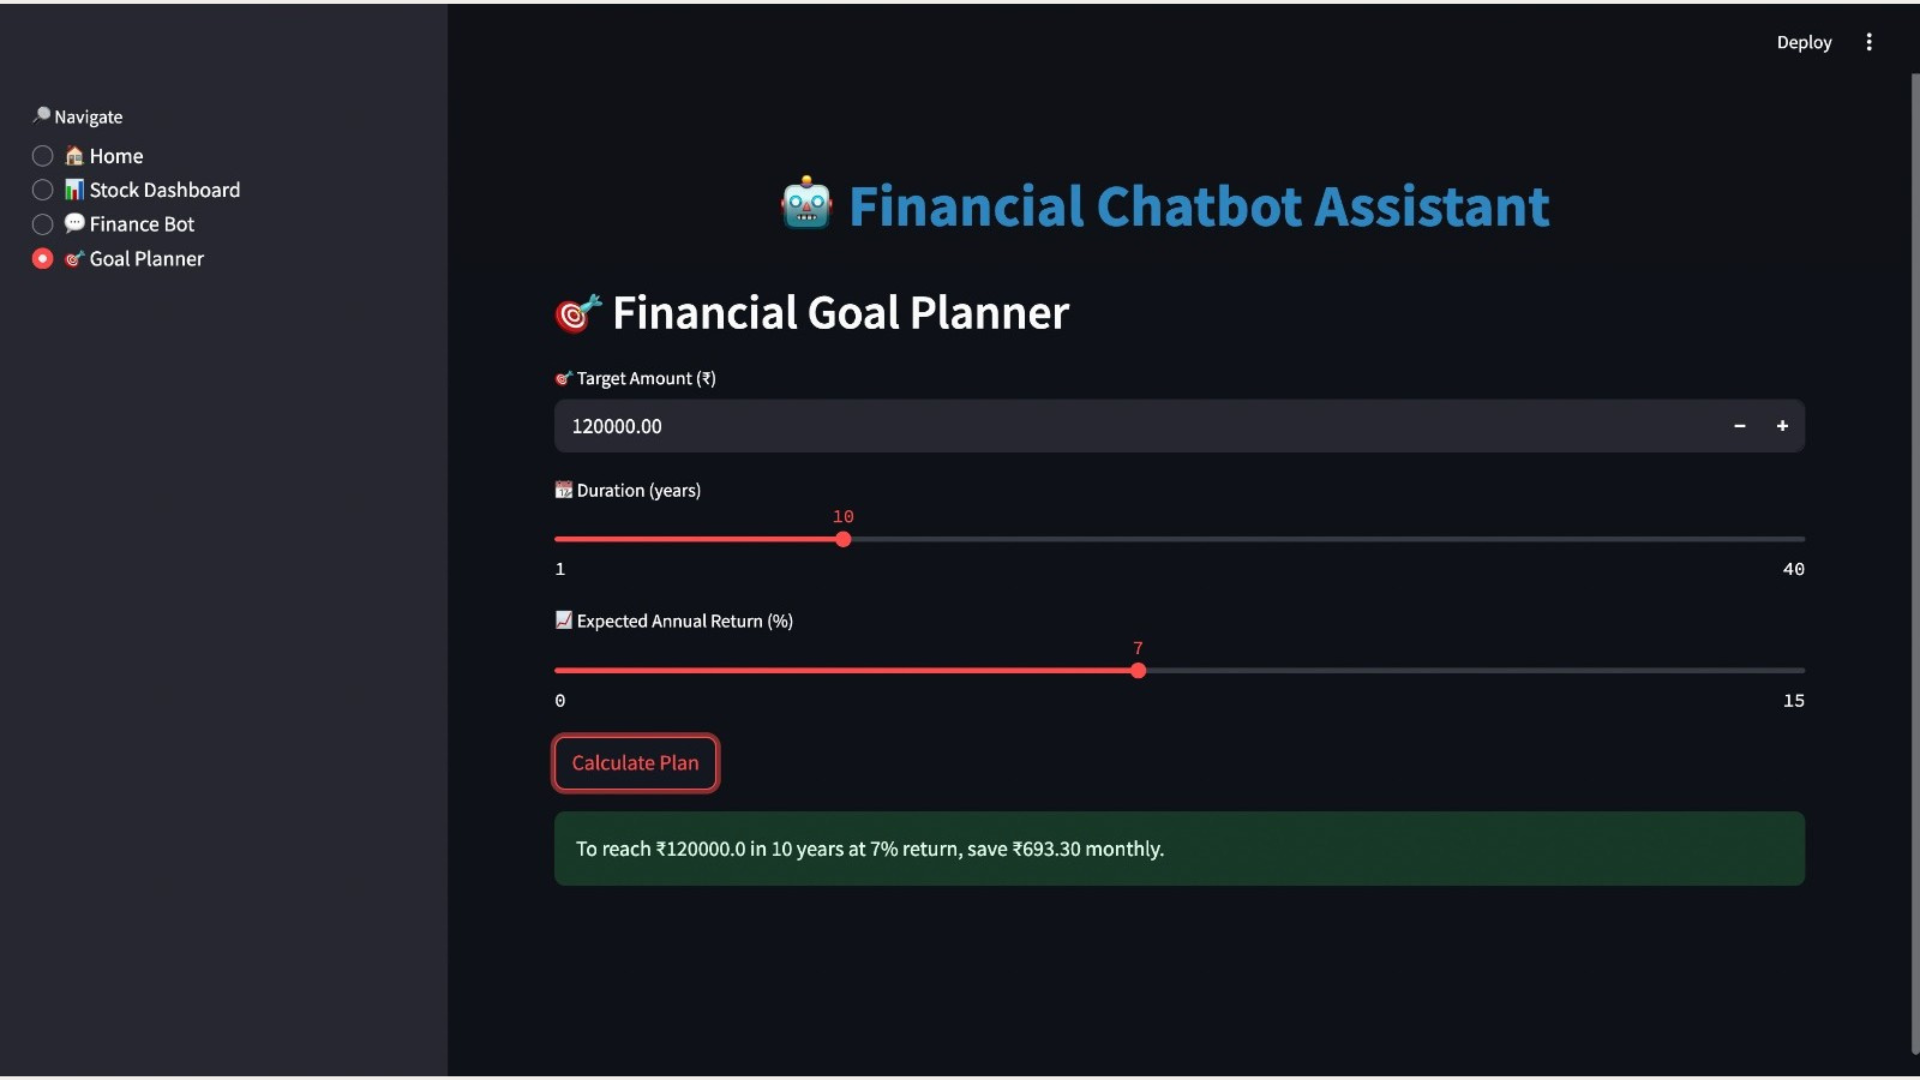 Deploy
Navigate
Home
Stock Dashboard
Finance Bot
Goal Planner
Financial Chatbot Assistant
Financial Goal Planner
Target Amount (₹)
120000.00
Duration (years)
10
1
40
Expected Annual Return (%)
7
0
15
Calculate Plan
To reach ₹120000.0 in 10 years at 7% return, save ₹693.30 monthly.